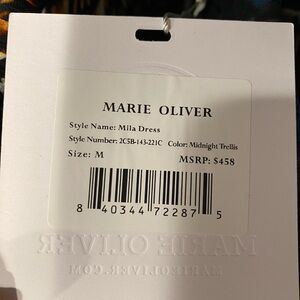 MARIE OLIVER
Style Name: Mila Dress
Style Number: 2C5B-143-221C Color: Midnight Trellis
Size: M MSRP: $458
8 40344 72287 5
MARIE OLIVER
MARIEOLIVER.COM